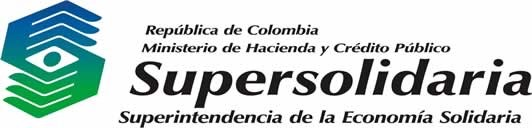 República de Colombia
Ministerio de Hacienda y Crédito Público
Supersolidaria
Superintendencia de la Economía Solidaria